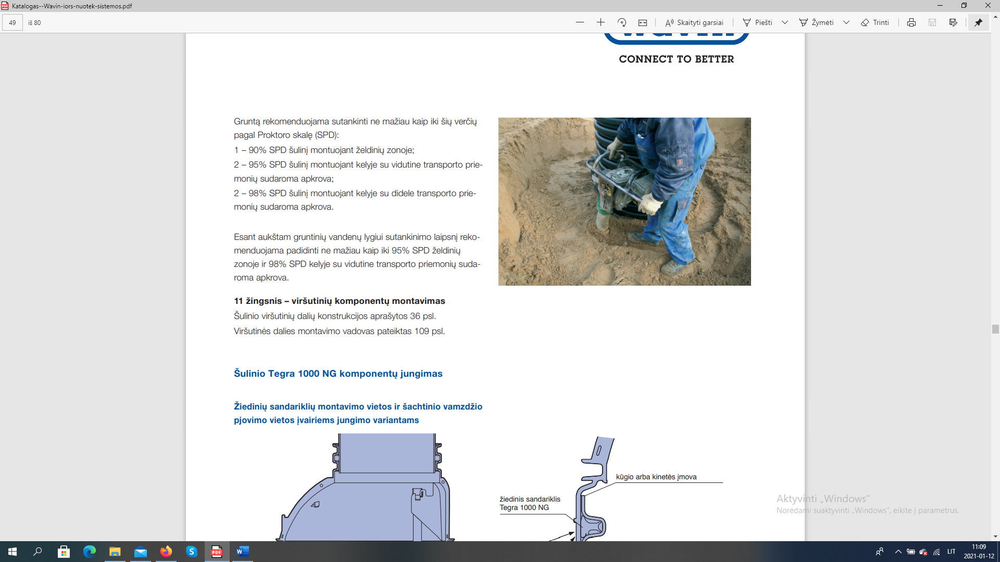 Katalogas--Wavin-iors-nuotek-sistemos.pdf
49 iš 80
Skaityti garsiai
Piešti
Žymėti
Trinti
CONNECT TO BETTER
Gruntą rekomenduojama sutankinti ne mažiau kaip iki šių verčių
pagal Proktoro skalę (SPD):
1 – 90% SPD šulinį montuojant želdinių zonoje;
2 – 95% SPD šulinį montuojant kelyje su vidutine transporto prie-
monių sudaroma apkrova;
2 – 98% SPD šulinį montuojant kelyje su didele transporto prie-
monių sudaroma apkrova.
Esant aukštam gruntinių vandenų lygiui sutankinimo laipsnį reko-
menduojama padidinti ne mažiau kaip iki 95% SPD želdinių
zonoje ir 98% SPD kelyje su vidutine transporto priemonių suda-
roma apkrova.
11 žingsnis – viršutinių komponentų montavimas
Šulinio viršutinių dalių konstrukcijos aprašytos 36 psl.
Viršutinės dalies montavimo vadovas pateiktas 109 psl.
Šulinio Tegra 1000 NG komponentų jungimas
Žiedinių sandariklių montavimo vietos ir šachtinio vamzdžio
pjovimo vietos įvairiems jungimo variantams
kūgio arba kinetės įmova
žiedinis sandariklis
Tegra 1000 NG
Aktyvinti „Windows“
Norėdami suaktyvinti „Windows“, eikite į parametrus.
LIT
11:09
2021-01-12